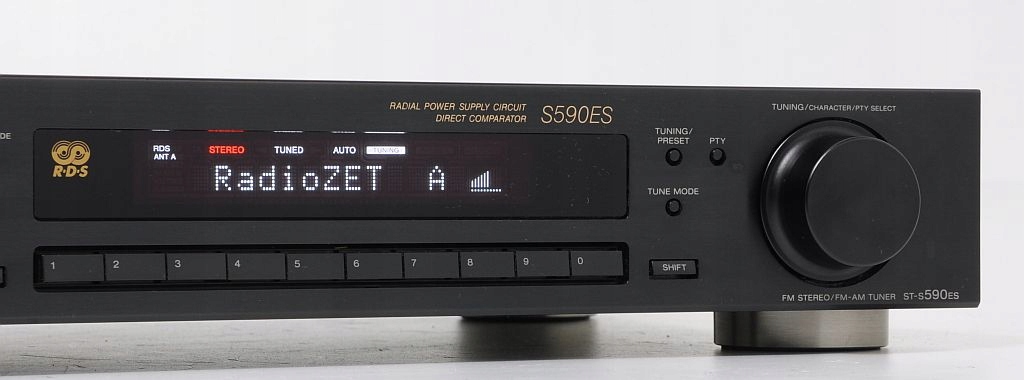 RADIAL POWER SUPPLY CIRCUIT
DIRECT COMPARATOR
S590ES
TUNING/CHARACTER/PTY SELECT
DE
R·D·S
RDS
ANT A
STEREO
TUNED
AUTO
TUNING
RadioZET A
TUNING/
PRESET
PTY
TUNE MODE
1 2 3 4 5 6 7 8 9 0
SHIFT
FM STEREO/FM-AM TUNER ST-S590ES